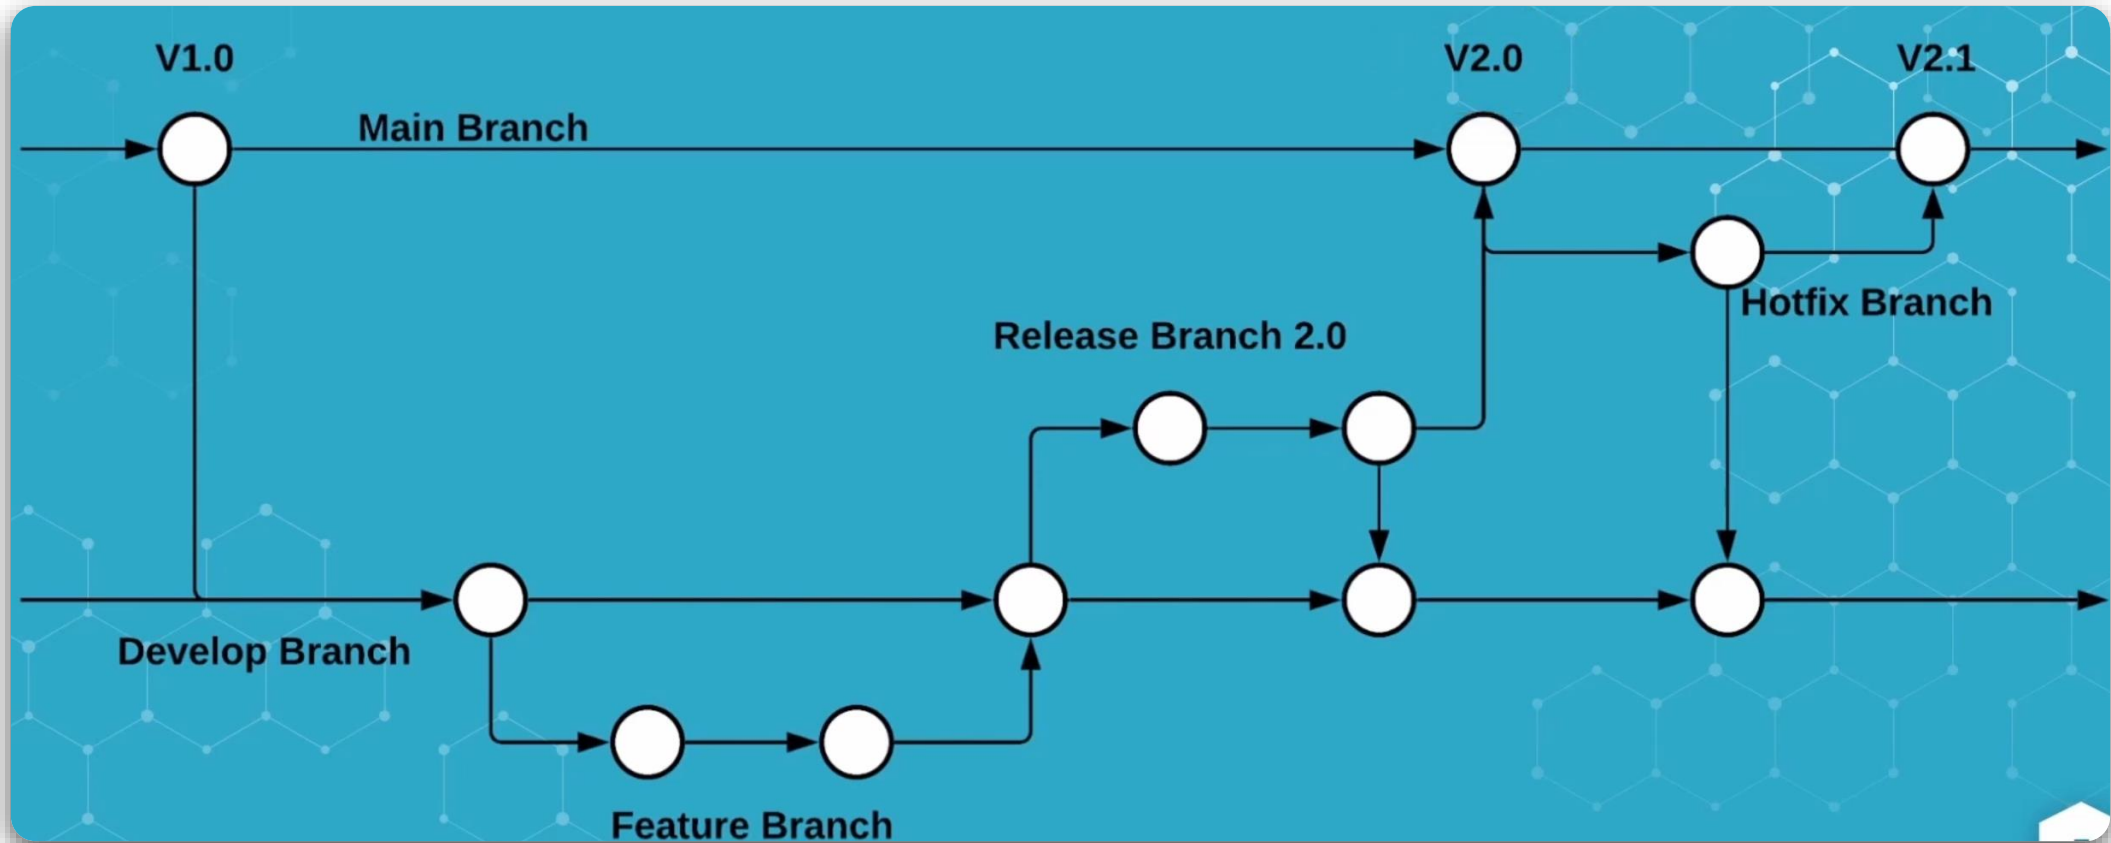 V1.0
V2.0
V2.1
Main Branch
Hotfix Branch
Release Branch 2.0
Develop Branch
Feature Branch